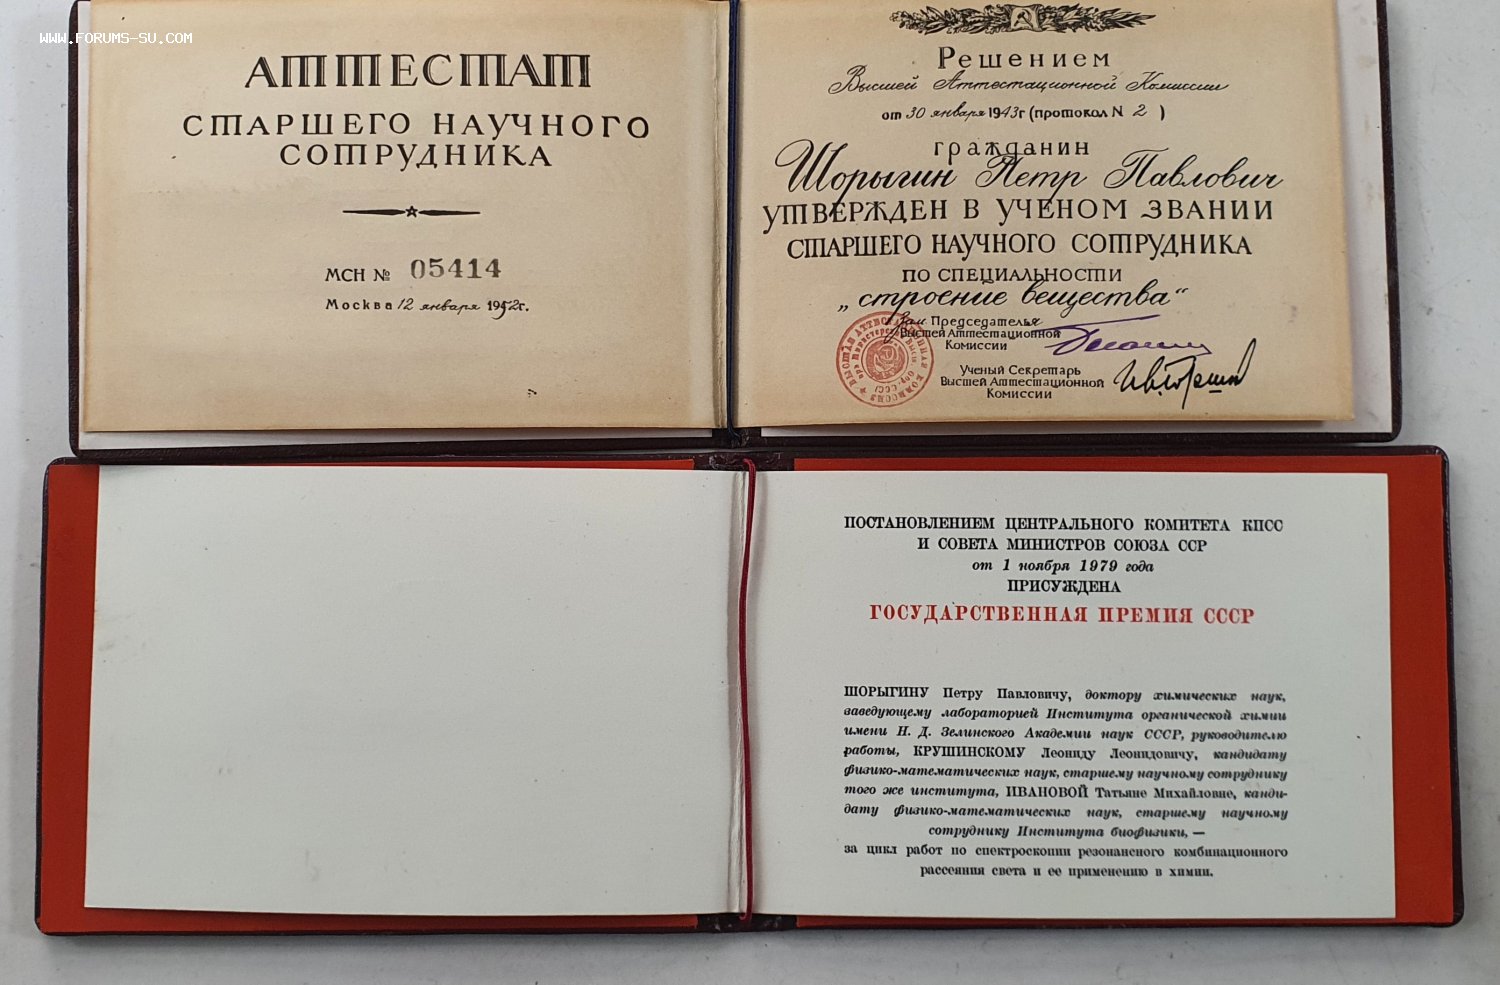 WWW.FORUMS-SU.COM
АТТЕСТАТ
СТАРШЕГО НАУЧНОГО
СОТРУДНИКА
МСН № 05414
Москва 12 января 1952г.
Решением
Высшей Аттестационной Комиссии
от 30 января 1943г (протокол N 2 )
гражданин
Шорыгин Петр Павлович
УТВЕРЖДЕН В УЧЕНОМ ЗВАНИИ
СТАРШЕГО НАУЧНОГО СОТРУДНИКА
ПО СПЕЦИАЛЬНОСТИ
„строение вещества“
Зам Председателя
Высшей Аттестационной
Комиссии
Ученый Секретарь
Высшей Аттестационной
Комиссии
ПОСТАНОВЛЕНИЕМ ЦЕНТРАЛЬНОГО КОМИТЕТА КПСС
И СОВЕТА МИНИСТРОВ СОЮЗА ССР
от 1 ноября 1979 года
ПРИСУЖДЕНА
ГОСУДАРСТВЕННАЯ ПРЕМИЯ СССР
ШОРЫГИНУ Петру Павловичу, доктору химических наук,
заведующему лабораторией Института органической химии
имени Н. Д. Зелинского Академии наук СССР, руководителю
работы, КРУШИНСКОМУ Леониду Леонидовичу, кандидату
физико-математических наук, старшему научному сотруднику
того же института, ИВАНОВОЙ Татьяне Михайловне, канди-
дату физико-математических наук, старшему научному
сотруднику Института биофизики, —
за цикл работ по спектроскопии резонансного комбинационного
рассеяния света и ее применению в химии.